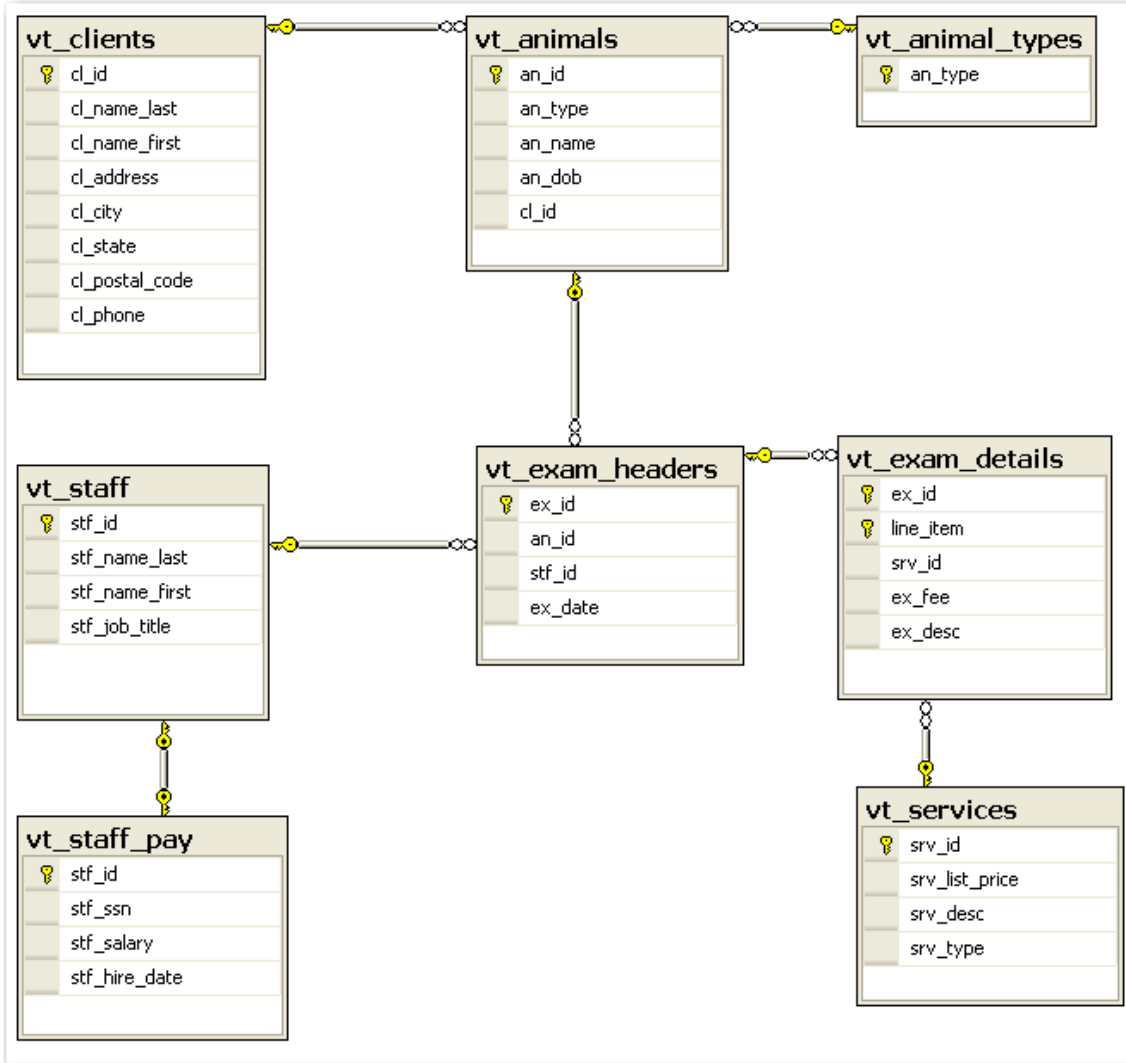 vt_clients
cl_id
cl_name_last
cl_name_first
cl_address
cl_city
cl_state
cl_postal_code
cl_phone
vt_animals
an_id
an_type
an_name
an_dob
cl_id
vt_animal_types
an_type
vt_staff
stf_id
stf_name_last
stf_name_first
stf_job_title
vt_exam_headers
ex_id
an_id
stf_id
ex_date
vt_exam_details
ex_id
line_item
srv_id
ex_fee
ex_desc
vt_staff_pay
stf_id
stf_ssn
stf_salary
stf_hire_date
vt_services
srv_id
srv_list_price
srv_desc
srv_type